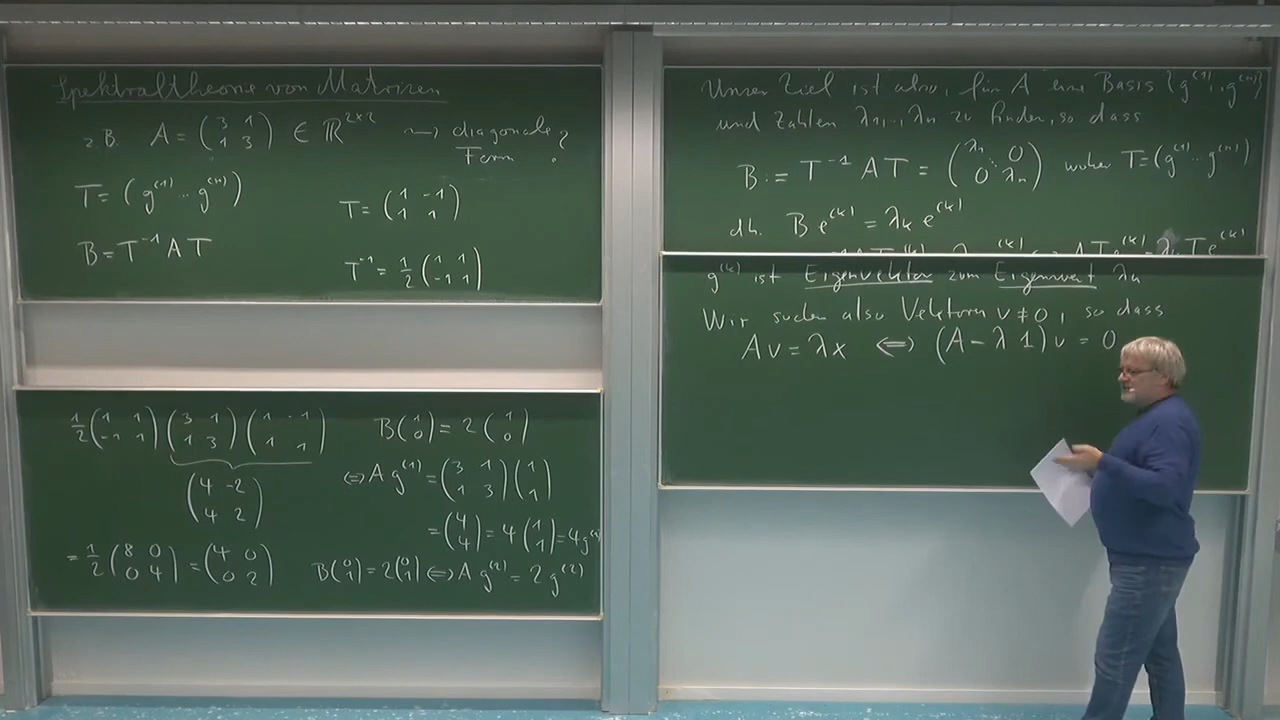 Spektraltheorie von Matrizen
z.B. A = (3 1 / 1 3) ∈ ℝ^{2×2} ⤳ diagonale Form ?
T = (g^{(1)} ... g^{(n)})
T = (1 -1 / 1 1)
B = T^{-1} A T
T^{-1} = 1/2 (1 1 / -1 1)
1/2 (1 1 / -1 1) (3 1 / 1 3) (1 -1 / 1 1)
(4 -2 / 4 2)
= 1/2 (8 0 / 0 4) = (4 0 / 0 2)
B (1 / 0) = 2 (1 / 0)
⇔ A g^{(1)} = (3 1 / 1 3) (1 / 1)
= (4 / 4) = 4 (1 / 1) = 4g
B (0 / 1) = 2 (0 / 1) ⇔ A g^{(2)} = 2 g^{(2)}
Unser Ziel ist also, für A eine Basis {g^{(1)}, .., g^{(n)}}
und Zahlen λ_1, .., λ_n zu finden, so dass
B := T^{-1} A T = (λ_1 0 / 0 λ_n) woher T = (g^{(1)} ... g^{(n)})
dh. B e^{(k)} = λ_k e^{(k)}
g^{(k)} ist Eigenvektor zum Eigenwert λ_k
Wir suchen also Vektoren v ≠ 0, so dass
A v = λ x ⇔ (A - λ 1) v = 0